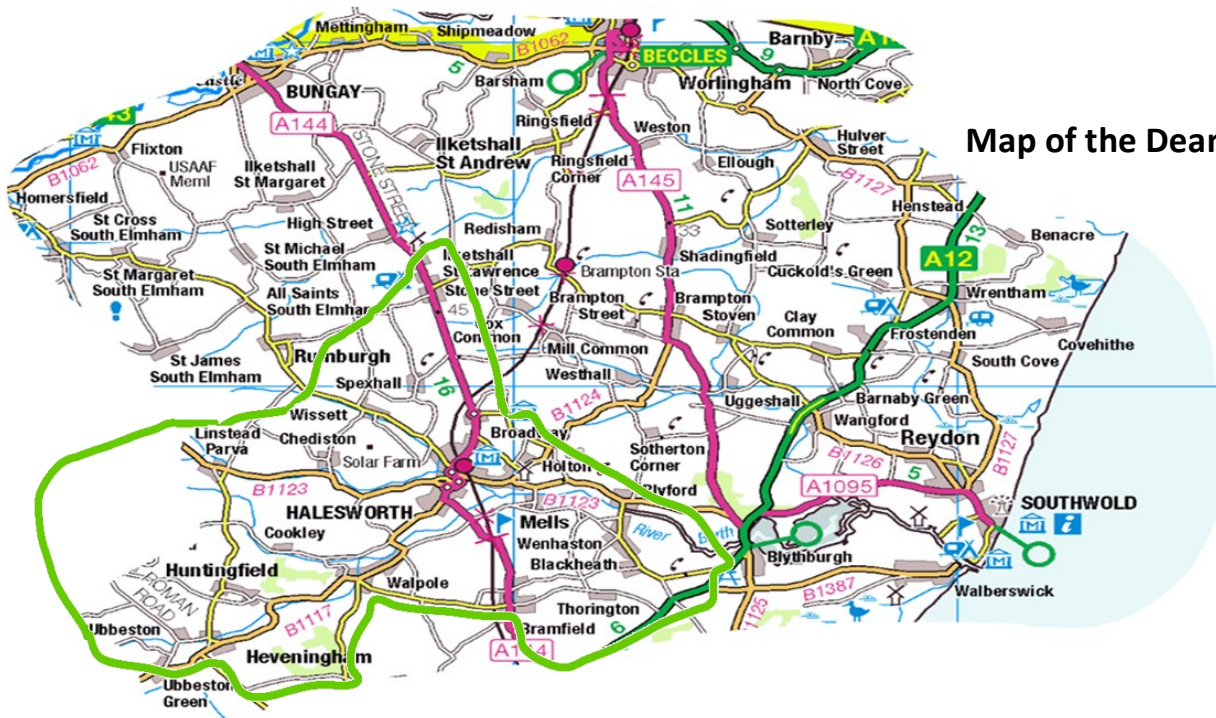 Mettingham
Shipmeadow
B1062
5
Barsham
BECCLES
9
Barnby
Worlingham
North Cove
Castle
BUNGAY
A144
STONE STREET
Flixton
USAAF
Meml
B1062
Homersfield
Ilketshall
St Margaret
Ilketshall
St Andrew
Ringsfield
Ringsfield
Corner
Weston
Ellough
A145
11
33
Hulver
Street
B1127
Map of the Dear
Henstead
St Cross
South Elmham
High Street
Redisham
Sotterley
Shadingfield
Cuckold's Green
A12
13
Benacre
St Michael
South Elmham
St Margaret
South Elmham
Ilketshall
St Lawrence
Stone Street
Brampton Sta
Wrentham
All Saints
South Elmham
45
Cox
Common
Brampton
Street
Brampton
Stoven
Clay
Common
Frostenden
Covehithe
St James
South Elmham
Rumburgh
Mill Common
South Cove
Spexhall
16
Westhall
B1124
Uggeshall
Barnaby Green
Wissett
Wangford
Linstead
Parva
Chediston
Solar Farm
Broadway
Holton
Sotherton
Corner
Reydon
B1126
5
B1127
B1123
HALESWORTH
B1123
Blyford
A1095
SOUTHWOLD
Cookley
Mells
River
Blyth
Wenhaston
Blackheath
Blythburgh
Huntingfield
Walpole
Walberswick
ROMAN
ROAD
B1117
Thorington
B1387
B1125
Ubbeston
Bramfield
6
A144
Heveningham
Ubbeston
Green